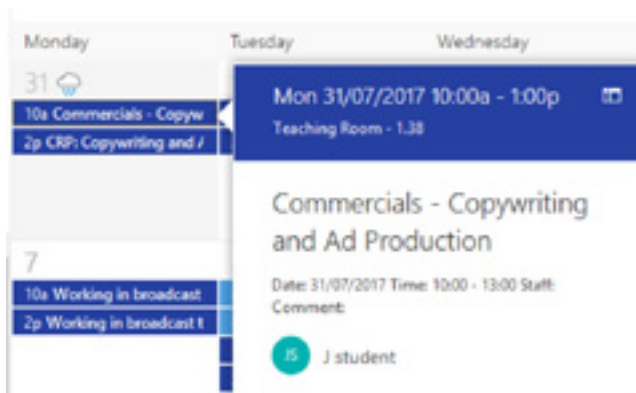 Monday Tuesday Wednesday
31
10a Commercials - Copyw
2p CRP: Copywriting and A
Mon 31/07/2017 10:00a - 1:00p
Teaching Room - 1.38
Commercials - Copywriting
and Ad Production
Date: 31/07/2017 Time: 10:00 - 13:00 Staff:
Comment:
JS J student
7
10a Working in broadcast
2p Working in broadcast t